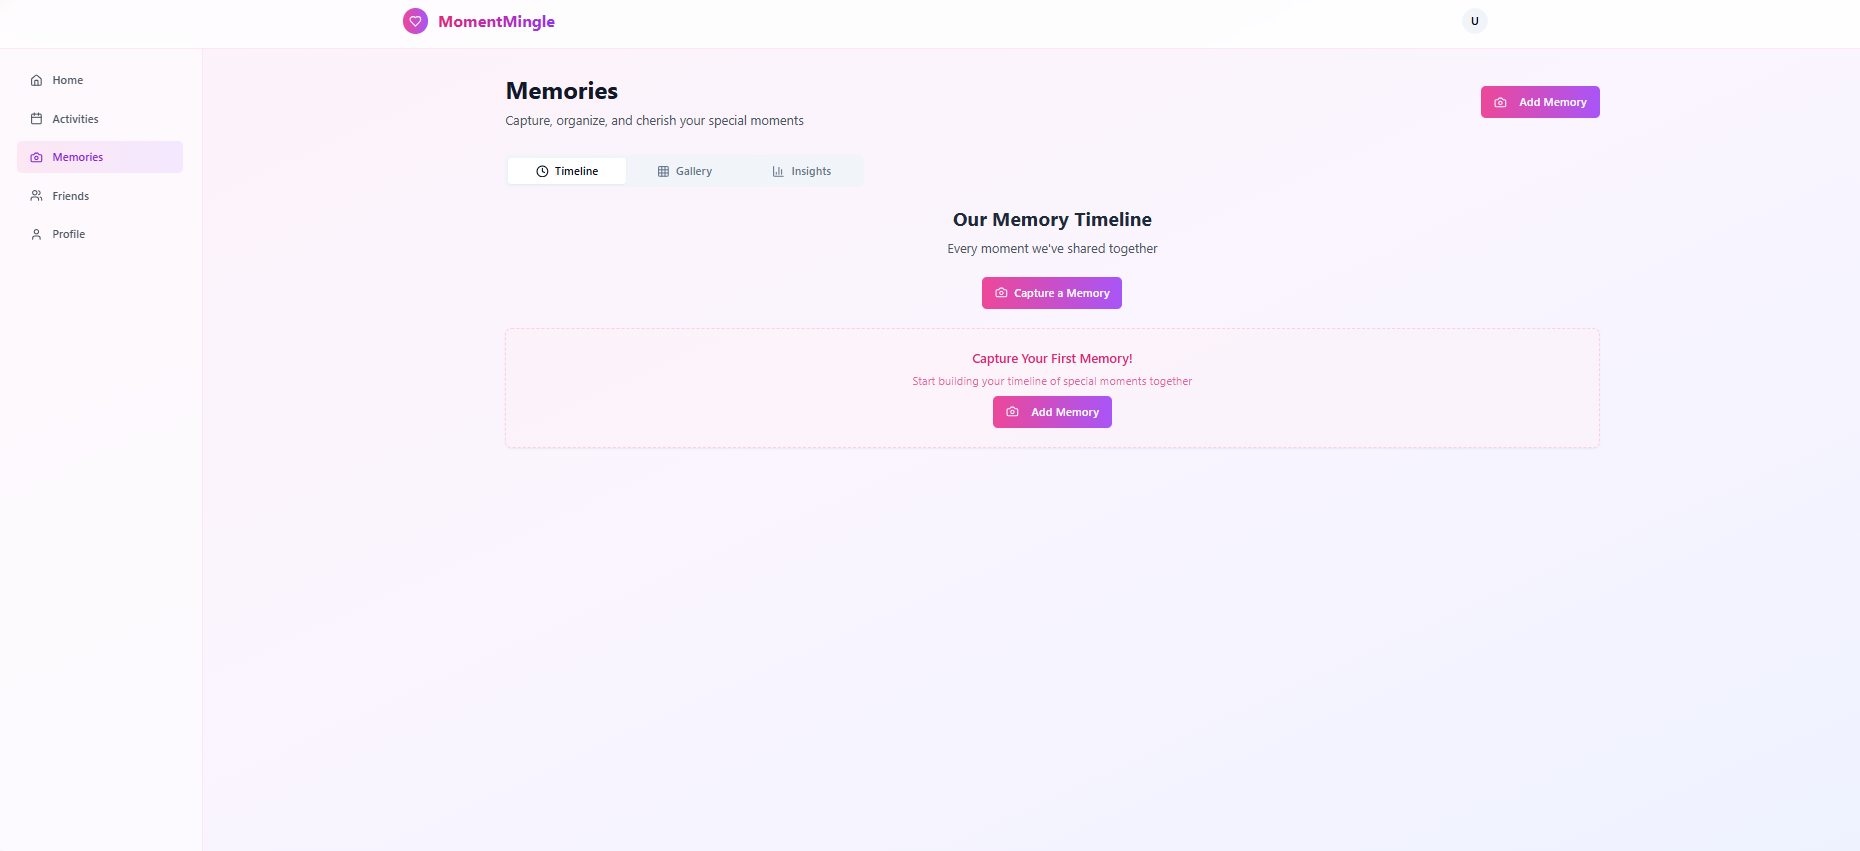 MomentMingle
U
Home
Activities
Memories
Friends
Profile
Memories
Capture, organize, and cherish your special moments
Add Memory
Timeline
Gallery
Insights
Our Memory Timeline
Every moment we've shared together
Capture a Memory
Capture Your First Memory!
Start building your timeline of special moments together
Add Memory